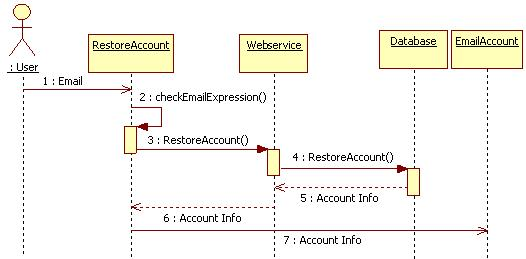 RestoreAccount
Webservice
Database
EmailAccount
: User
1 : Email
2 : checkEmailExpression()
3 : RestoreAccount()
4 : RestoreAccount()
5 : Account Info
6 : Account Info
7 : Account Info